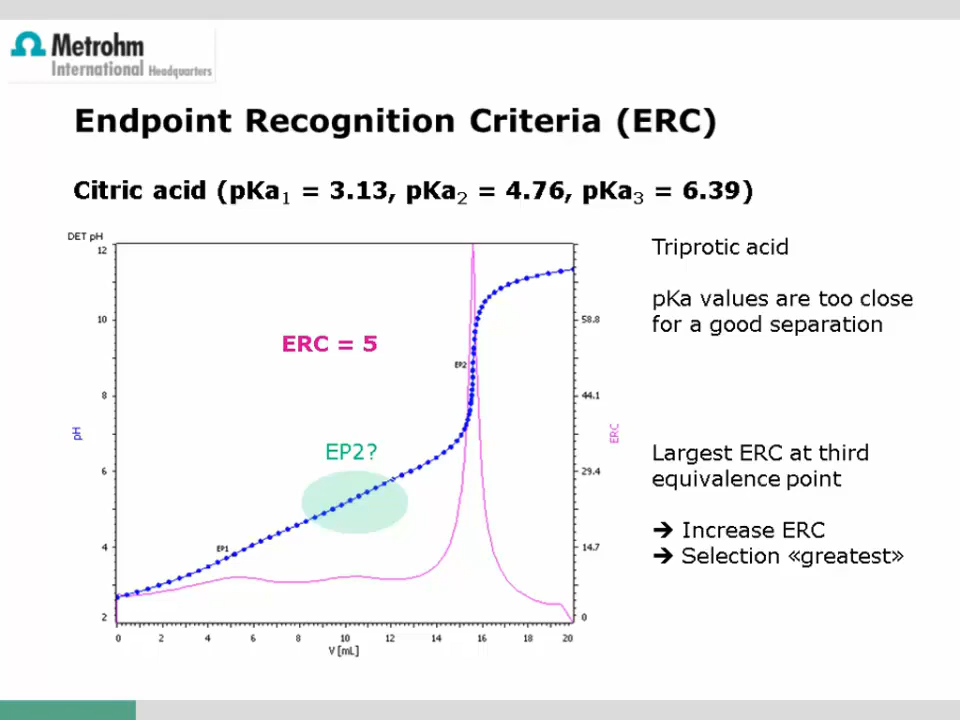 Metrohm
International Headquarters
Endpoint Recognition Criteria (ERC)
Citric acid (pKa₁ = 3.13, pKa₂ = 4.76, pKa₃ = 6.39)
DET pH
12
10
8
6
4
2
pH
0
2
4
6
8
10
12
14
16
18
20
V [mL]
58.8
44.1
29.4
14.7
0
ERC
ERC = 5
EP2
EP2?
EP1
Triprotic acid
pKa values are too close
for a good separation
Largest ERC at third
equivalence point
➔ Increase ERC
➔ Selection «greatest»